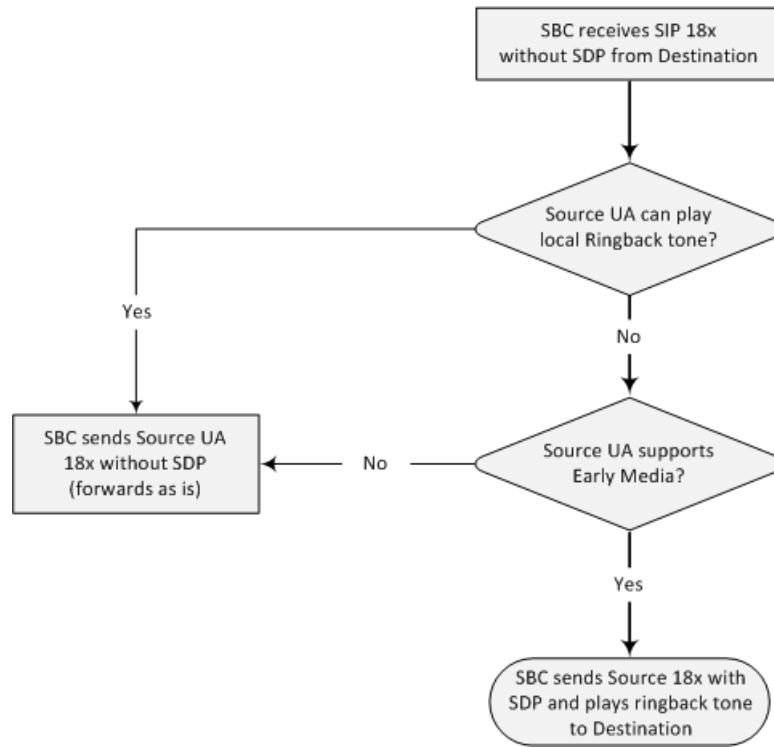 SBC receives SIP 18x
without SDP from Destination
Source UA can play
local Ringback tone?
Yes
No
SBC sends Source UA
18x without SDP
(forwards as is)
No
Source UA supports
Early Media?
Yes
SBC sends Source 18x with
SDP and plays ringback tone
to Destination